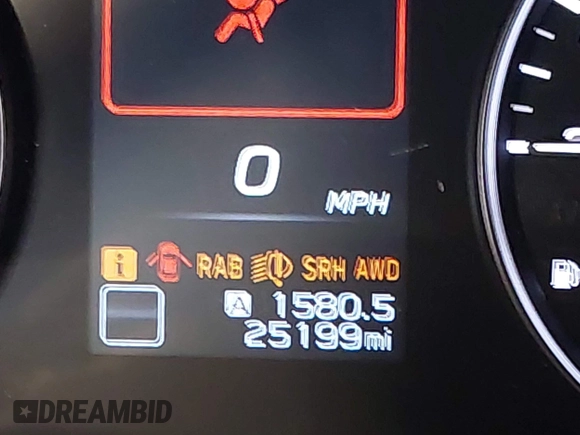 0
MPH
i RAB SRH AWD
A 1580.5
25199mi
DREAMBID